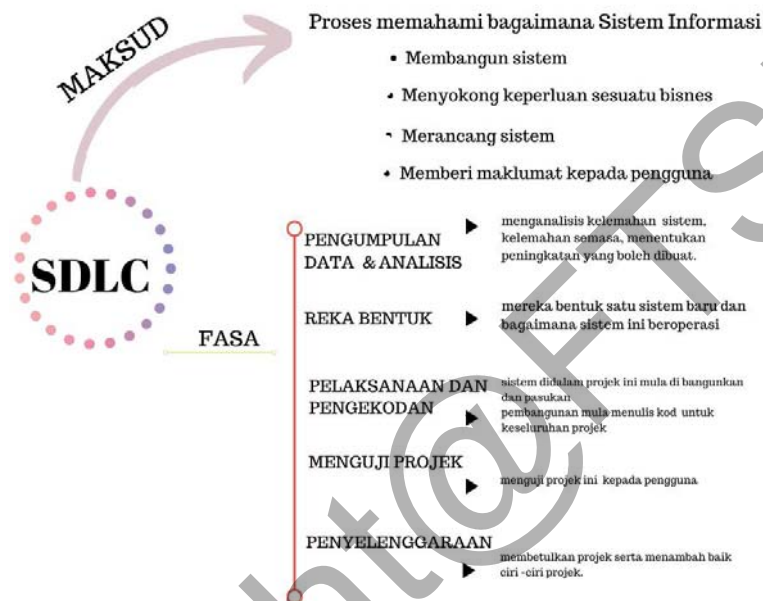 MAKSUD
Proses memahami bagaimana Sistem Informasi
• Membangun sistem
• Menyokong keperluan sesuatu bisnes
• Merancang sistem
• Memberi maklumat kepada pengguna
SDLC
FASA
PENGUMPULAN
DATA & ANALISIS
menganalisis kelemahan sistem,
kelemahan semasa, menentukan
peningkatan yang boleh dibuat.
REKA BENTUK
mereka bentuk satu sistem baru dan
bagaimana sistem ini beroperasi
PELAKSANAAN DAN
PENGEKODAN
sistem didalam projek ini mula di bangunkan
dan pasukan
pembangunan mula menulis kod untuk
keseluruhan projek
MENGUJI PROJEK
menguji projek ini kepada pengguna
PENYELENGGARAAN
membetulkan projek serta menambah baik
ciri -ciri projek.
ht@FTS